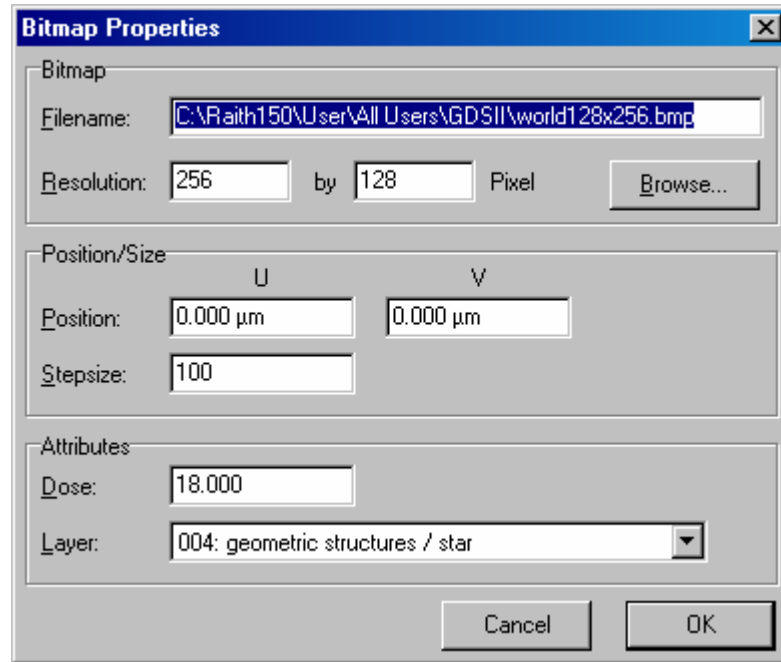 Bitmap Properties
Bitmap
Filename: C:\Raith150\User\All Users\GDSII\world128x256.bmp
Resolution: 256 by 128 Pixel Browse...
Position/Size
U V
Position: 0.000 µm 0.000 µm
Stepsize: 100
Attributes
Dose: 18.000
Layer: 004: geometric structures / star
Cancel OK